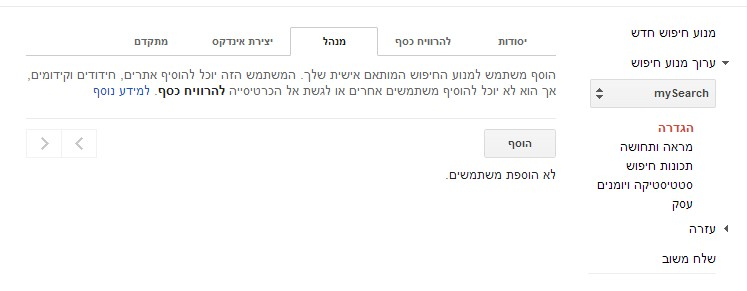 מנוע חיפוש חדש
ערוך מנוע חיפוש
mySearch
הגדרה
מראה ותחושה
תכונות חיפוש
סטטיסטיקה ויומנים
עסק
עזרה
שלח משוב
יסודות להרוויח כסף מנהל יצירת אינדקס מתקדם
הוסף משתמש למנוע החיפוש המותאם אישית שלך. המשתמש הזה יוכל להוסיף אתרים, חידודים וקידומים,
אך הוא לא יוכל להוסיף משתמשים אחרים או לגשת אל הכרטיסייה להרוויח כסף. למידע נוסף
הוסף
לא הוספת משתמשים.